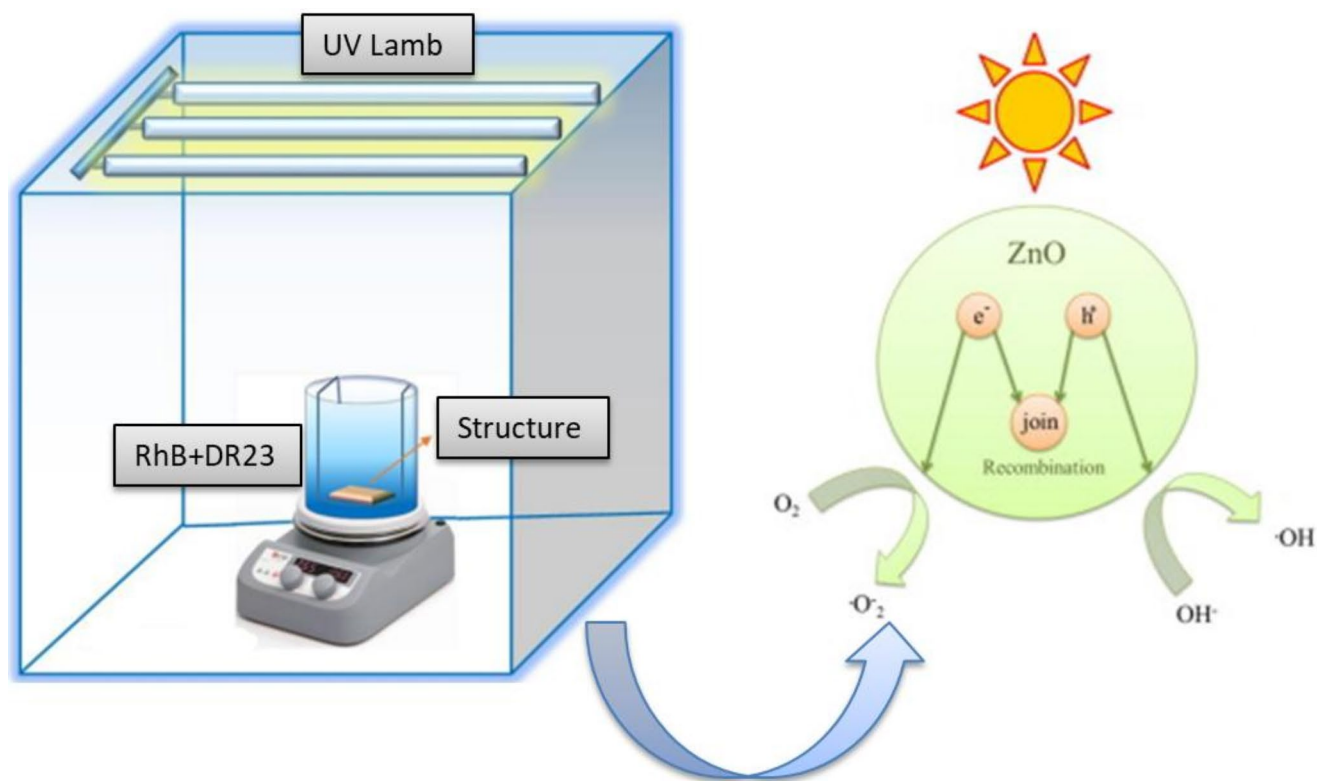 UV Lamb
RhB+DR23
Structure
ZnO
e⁻
h⁺
join
Recombination
O₂
·O⁻₂
·OH
OH⁻